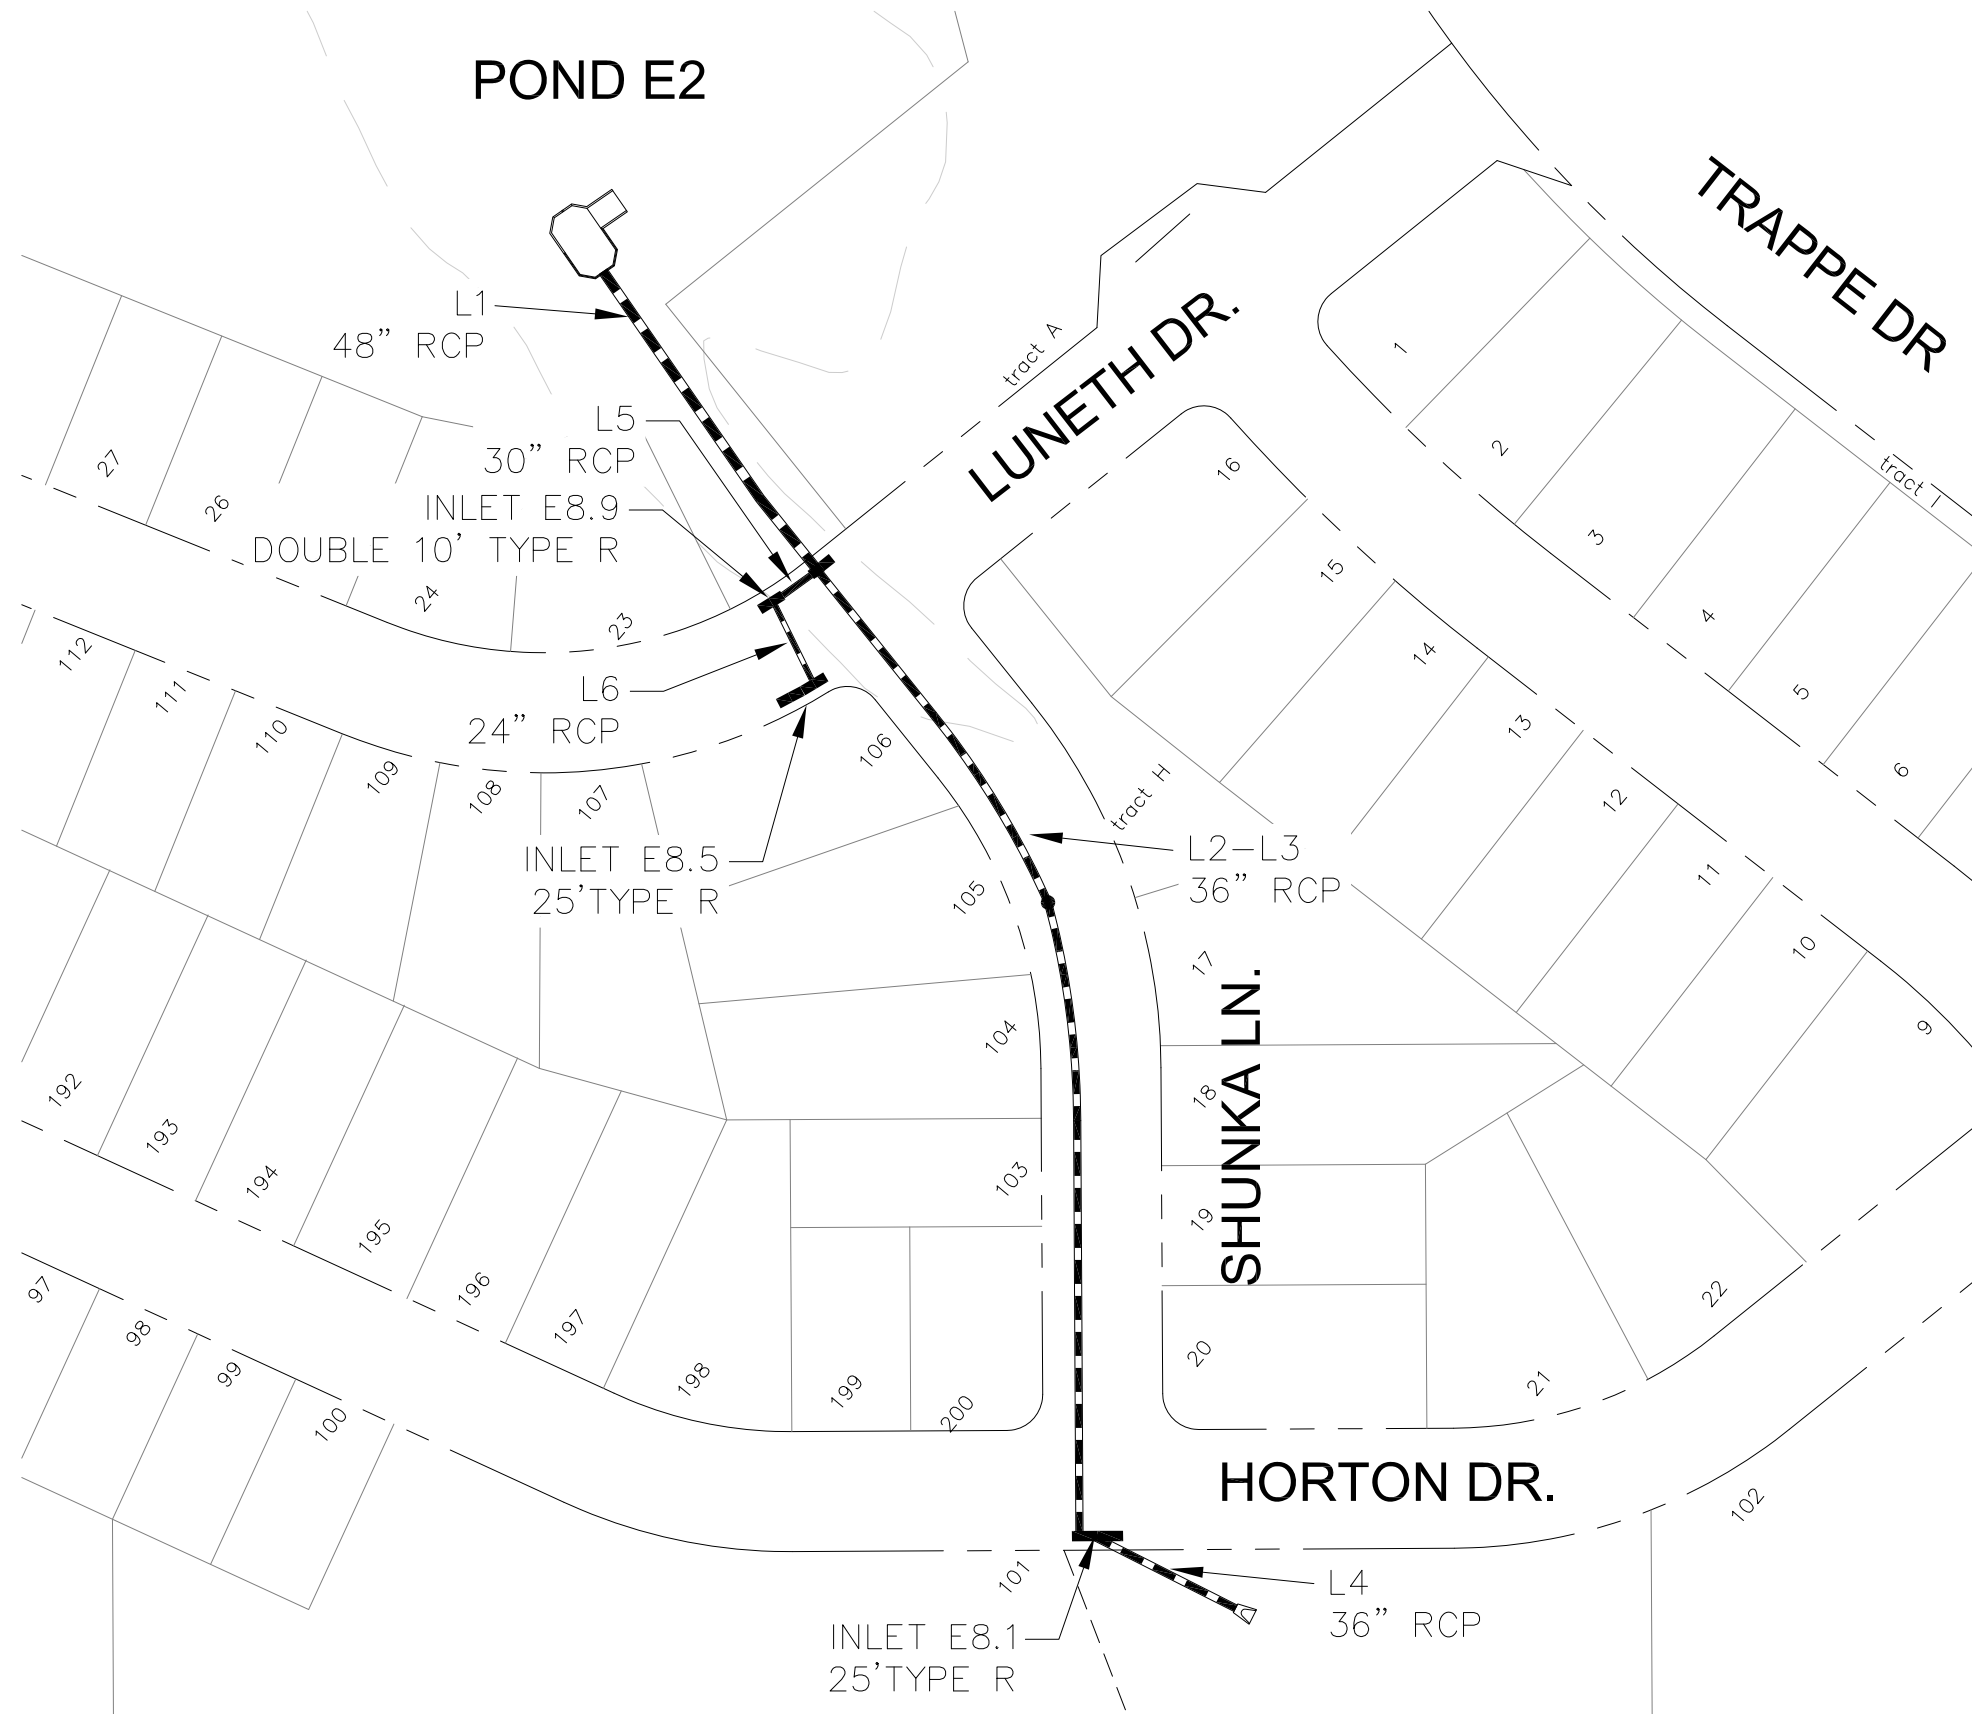 POND E2
TRAPPE DR
L1
48” RCP
tract A
LUNETH DR.
1
L5
30” RCP
27
26
16
2
tract I
INLET E8.9
DOUBLE 10’ TYPE R
3
15
24
23
4
112
111
110
14
5
L6
24” RCP
13
6
106
109
108
107
tract H
12
INLET E8.5
25’TYPE R
L2–L3
36” RCP
11
105
10
17
9
104
SHUNKA LN.
18
192
193
194
195
196
197
198
199
200
103
19
20
21
22
97
98
99
100
HORTON DR.
102
101
L4
36” RCP
INLET E8.1
25’TYPE R